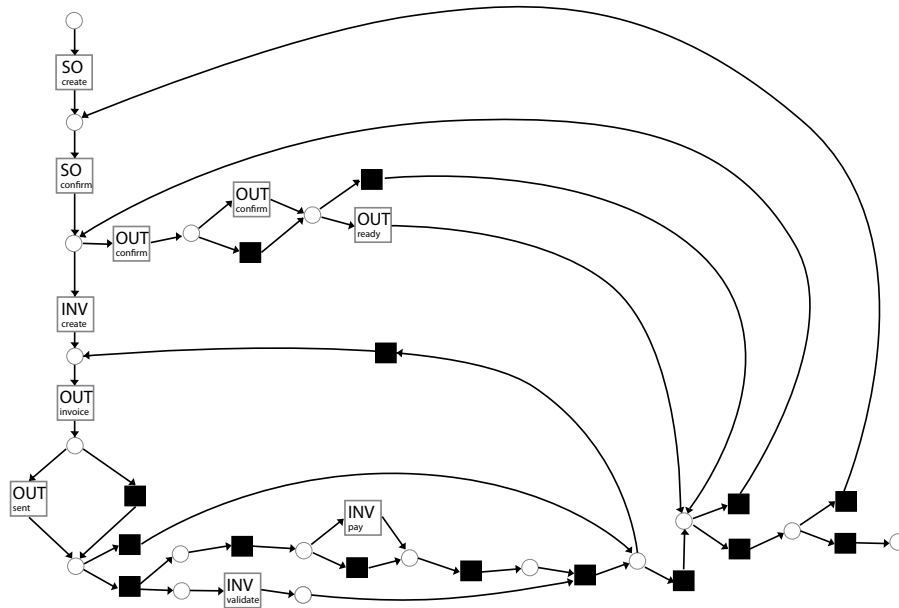 SO
create
SO
confirm
OUT
confirm
OUT
confirm
OUT
ready
INV
create
OUT
invoice
OUT
sent
INV
pay
INV
validate